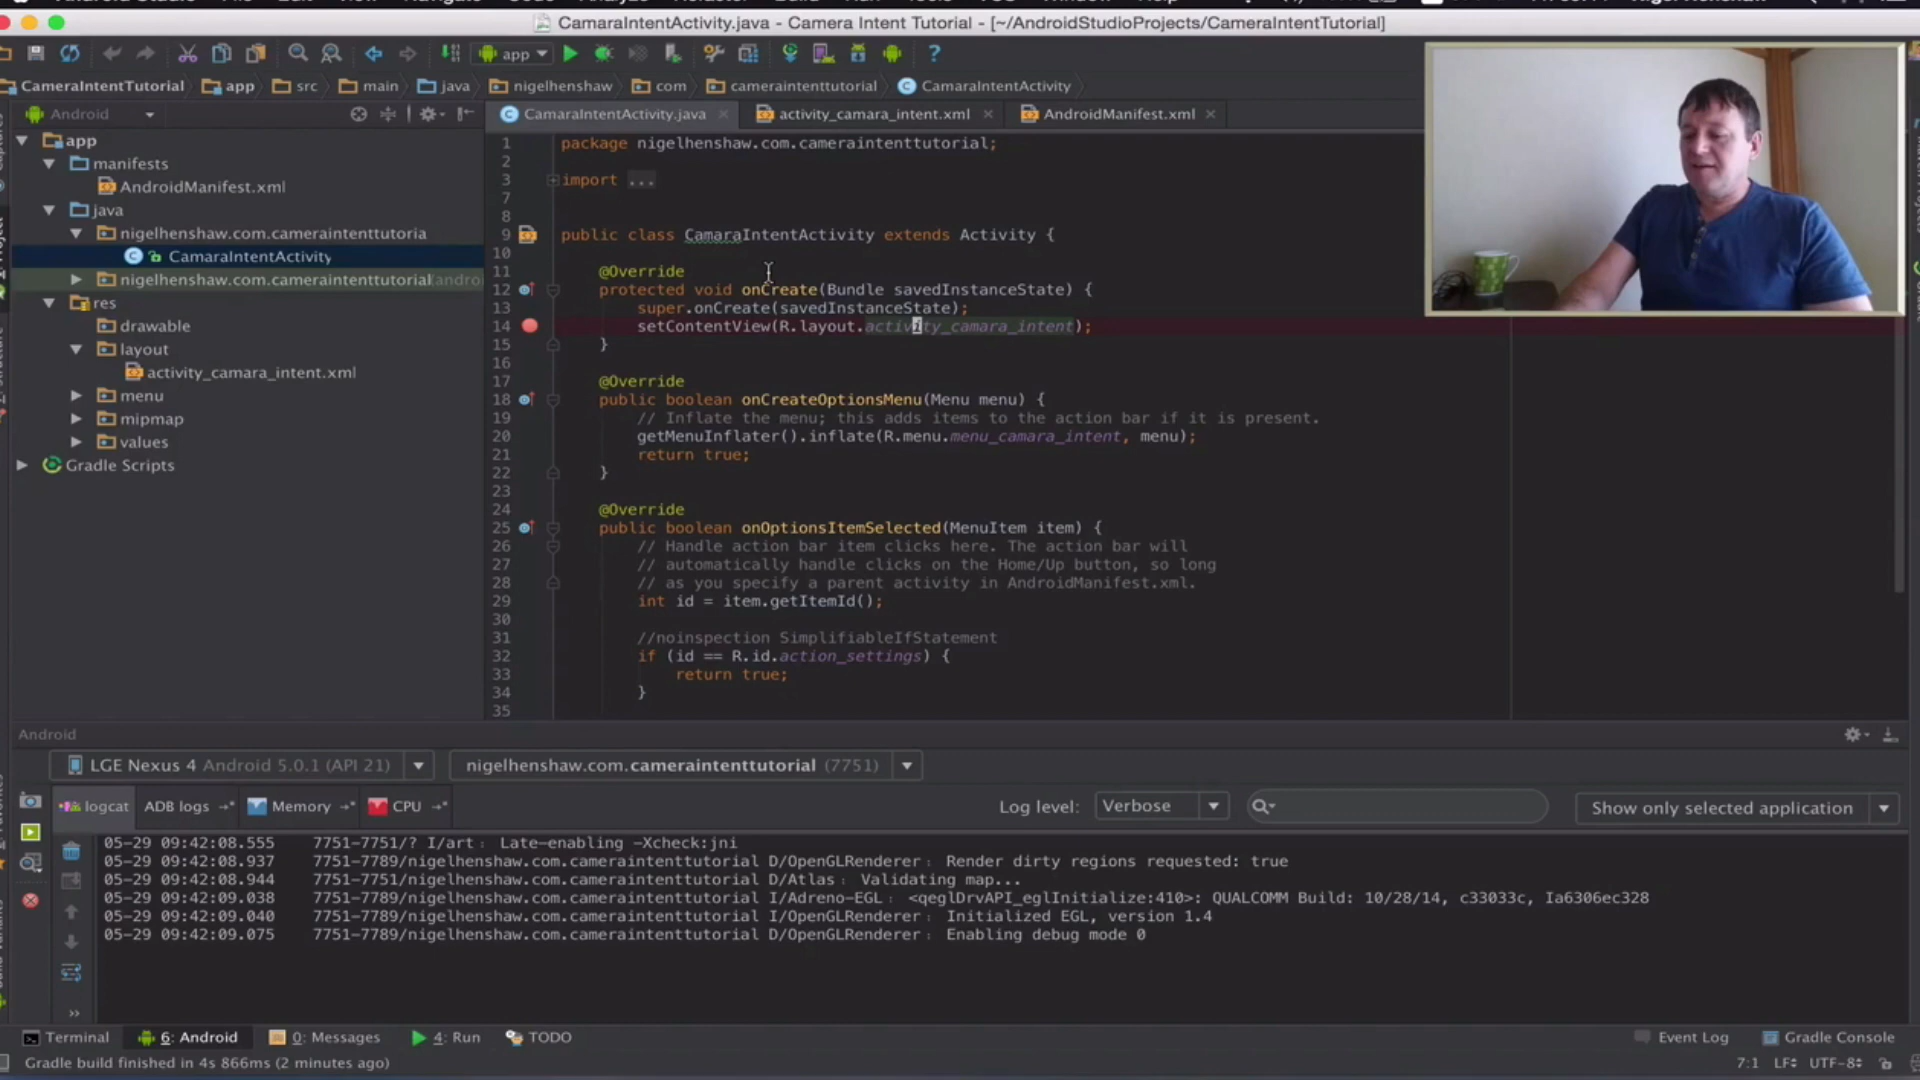 CamaraIntentActivity.java - Camera Intent Tutorial - [~/AndroidStudioProjects/CameraIntentTutorial]
app
CameraIntentTutorial app src main java nigelhenshaw com cameraintenttutorial CamaraIntentActivity
Android
CamaraIntentActivity.java activity_camara_intent.xml AndroidManifest.xml
app
manifests
AndroidManifest.xml
java
nigelhenshaw.com.cameraintenttutoria
CamaraIntentActivity
nigelhenshaw.com.cameraintenttutorial(andro
res
drawable
layout
activity_camara_intent.xml
menu
mipmap
values
Gradle Scripts
1 package nigelhenshaw.com.cameraintenttutorial;
2
3 import ...
7
8
9 public class CamaraIntentActivity extends Activity {
10
11 @Override
12 protected void onCreate(Bundle savedInstanceState) {
13 super.onCreate(savedInstanceState);
14 setContentView(R.layout.activity_camara_intent);
15 }
16
17 @Override
18 public boolean onCreateOptionsMenu(Menu menu) {
19 // Inflate the menu; this adds items to the action bar if it is present.
20 getMenuInflater().inflate(R.menu.menu_camara_intent, menu);
21 return true;
22 }
23
24 @Override
25 public boolean onOptionsItemSelected(MenuItem item) {
26 // Handle action bar item clicks here. The action bar will
27 // automatically handle clicks on the Home/Up button, so long
28 // as you specify a parent activity in AndroidManifest.xml.
29 int id = item.getItemId();
30
31 //noinspection SimplifiableIfStatement
32 if (id == R.id.action_settings) {
33 return true;
34 }
35
Android
LGE Nexus 4 Android 5.0.1 (API 21) nigelhenshaw.com.cameraintenttutorial (7751)
logcat ADB logs Memory CPU Log level: Verbose Show only selected application
05-29 09:42:08.555 7751-7751/? I/art﹕ Late-enabling -Xcheck:jni
05-29 09:42:08.937 7751-7789/nigelhenshaw.com.cameraintenttutorial D/OpenGLRenderer﹕ Render dirty regions requested: true
05-29 09:42:08.944 7751-7789/nigelhenshaw.com.cameraintenttutorial D/Atlas﹕ Validating map...
05-29 09:42:09.038 7751-7789/nigelhenshaw.com.cameraintenttutorial I/Adreno-EGL﹕ <qeglDrvAPI_eglInitialize:410>: QUALCOMM Build: 10/28/14, c33033c, Ia6306ec328
05-29 09:42:09.040 7751-7789/nigelhenshaw.com.cameraintenttutorial I/OpenGLRenderer﹕ Initialized EGL, version 1.4
05-29 09:42:09.075 7751-7789/nigelhenshaw.com.cameraintenttutorial D/OpenGLRenderer﹕ Enabling debug mode 0
Terminal 6: Android 0: Messages 4: Run TODO Event Log Gradle Console
Gradle build finished in 4s 866ms (2 minutes ago) 7:1 LF UTF-8